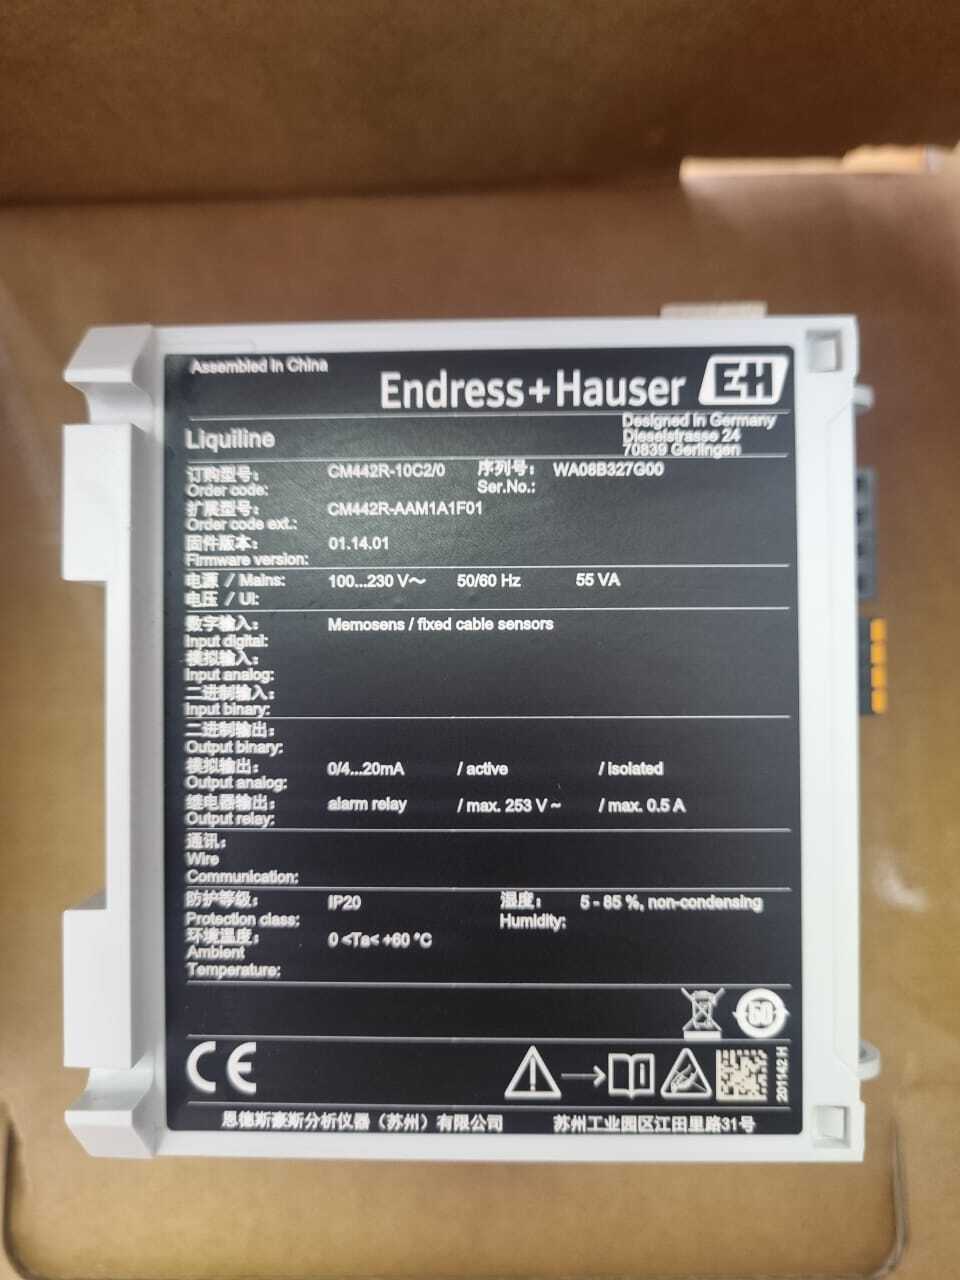 Assembled in China
Endress+Hauser EH
Liquiline
Designed in Germany
Dieselstrasse 24
70839 Gerlingen
订购型号： CM442R-10C2/0 序列号： WA08B327G00
Order code: Ser.No.:
扩展型号： CM442R-AAM1A1F01
Order code ext.:
固件版本： 01.14.01
Firmware version:
电源 / Mains: 100...230 V～ 50/60 Hz 55 VA
电压 / UI:
数字输入： Memosens / fixed cable sensors
Input digital:
模拟输入：
Input analog:
二进制输入：
Input binary:
二进制输出：
Output binary:
模拟输出： 0/4...20mA / active / isolated
Output analog:
继电器输出： alarm relay / max. 253 V ~ / max. 0.5 A
Output relay:
通讯：
Wire
Communication:
防护等级： IP20 湿度： 5 - 85 %, non-condensing
Protection class: Humidity:
环境温度： 0 <Ta< +60 °C
Ambient
Temperature:
50
CE
201142 H
恩德斯豪斯分析仪器（苏州）有限公司 苏州工业园区江田里路31号